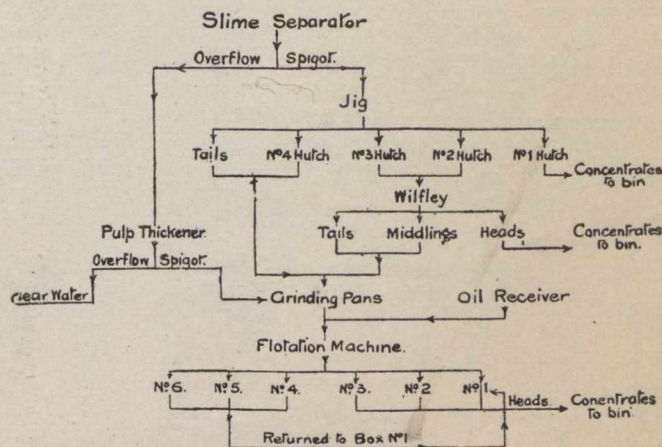 Slime Separator
Overflow Spigot.
Jig
Tails Nº4 Hutch Nº3 Hutch Nº2 Hutch Nº1 Hutch
Concentrates
to bin
Wilfley
Tails Middlings Heads
Concentrates
to bin.
Pulp Thickener
Overflow Spigot.
Clear Water
Grinding Pans
Oil Receiver
Flotation Machine.
Nº6. Nº5. Nº4. Nº3. Nº2 Nº1
Heads.
Conentrates
to bin
Returned to Box Nº1